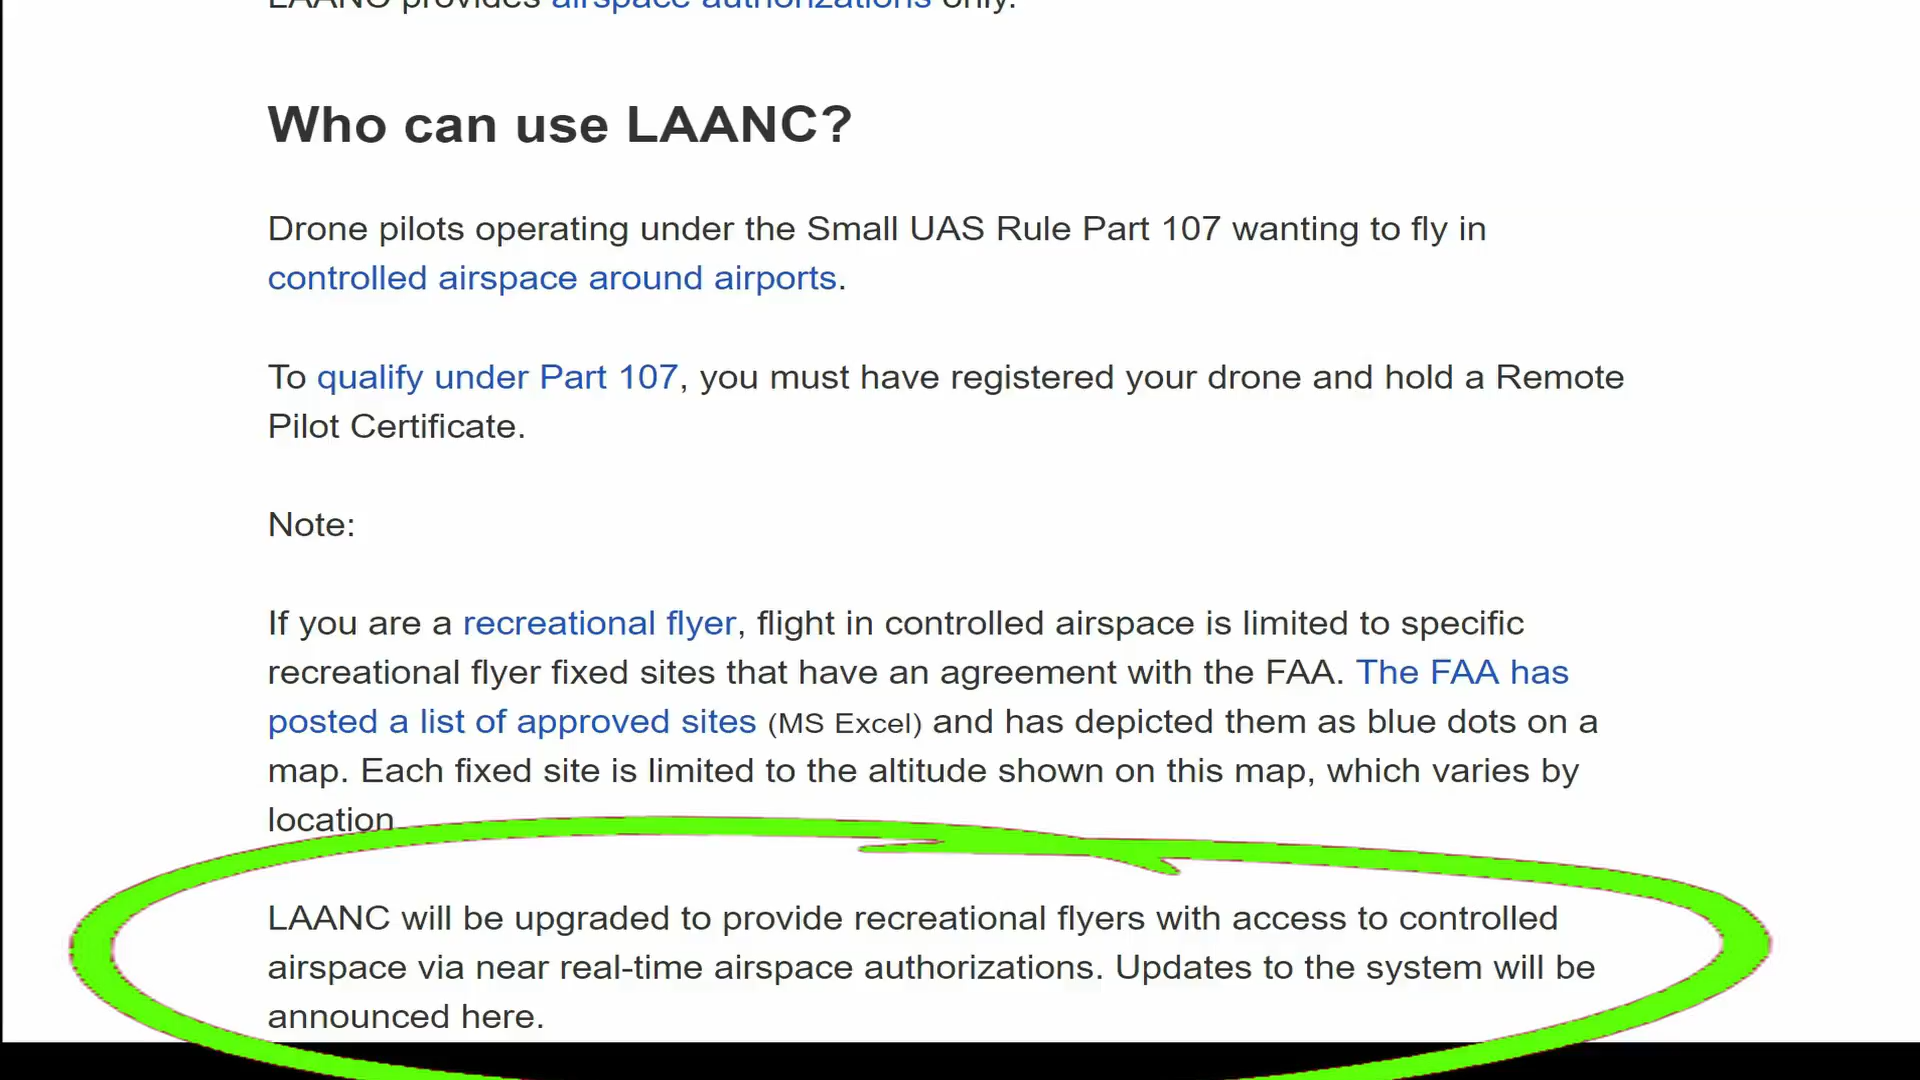 LAANC provides airspace authorizations only.
Who can use LAANC?
Drone pilots operating under the Small UAS Rule Part 107 wanting to fly in
controlled airspace around airports.
To qualify under Part 107, you must have registered your drone and hold a Remote
Pilot Certificate.
Note:
If you are a recreational flyer, flight in controlled airspace is limited to specific
recreational flyer fixed sites that have an agreement with the FAA. The FAA has
posted a list of approved sites (MS Excel) and has depicted them as blue dots on a
map. Each fixed site is limited to the altitude shown on this map, which varies by
location
LAANC will be upgraded to provide recreational flyers with access to controlled
airspace via near real-time airspace authorizations. Updates to the system will be
announced here.